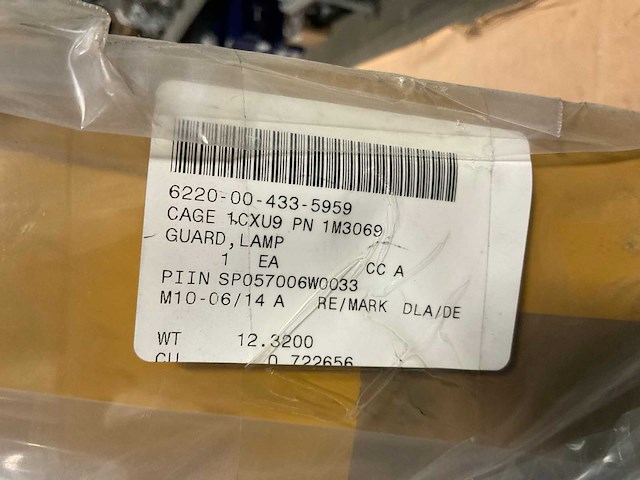 6220-00-433-5959
CAGE 1CXU9 PN 1M3069
GUARD,LAMP
1 EA CC A
PIIN SP057006W0033
M10-06/14 A RE/MARK DLA/DE
WT 12.3200
CU 0.722656